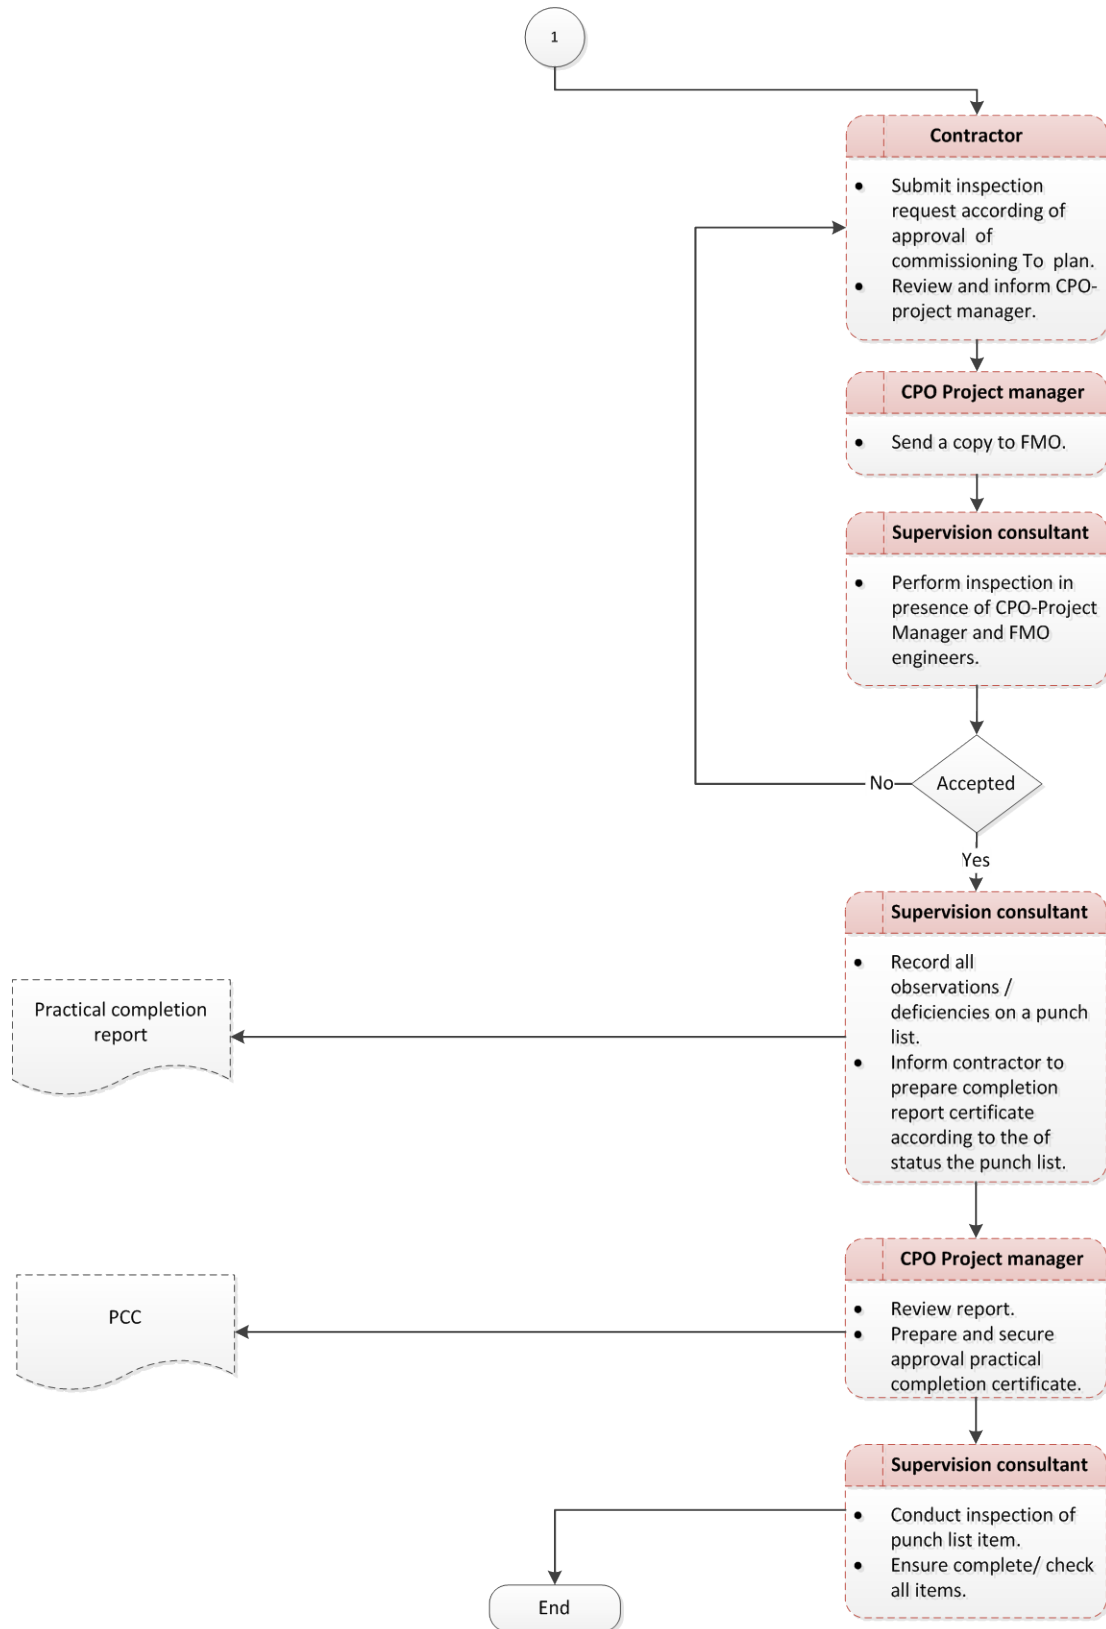 1
Contractor
• Submit inspection
request according of
approval  of
commissioning To  plan.
• Review and inform CPO-
project manager.
CPO Project manager
• Send a copy to FMO.
Supervision consultant
• Perform inspection in
presence of CPO-Project
Manager and FMO
engineers.
No
Accepted
Yes
Supervision consultant
• Record all
observations /
deficiencies on a punch
list.
• Inform contractor to
prepare completion
report certificate
according to the of
status the punch list.
Practical completion
report
CPO Project manager
• Review report.
• Prepare and secure
approval practical
completion certificate.
PCC
Supervision consultant
• Conduct inspection of
punch list item.
• Ensure complete/ check
all items.
End